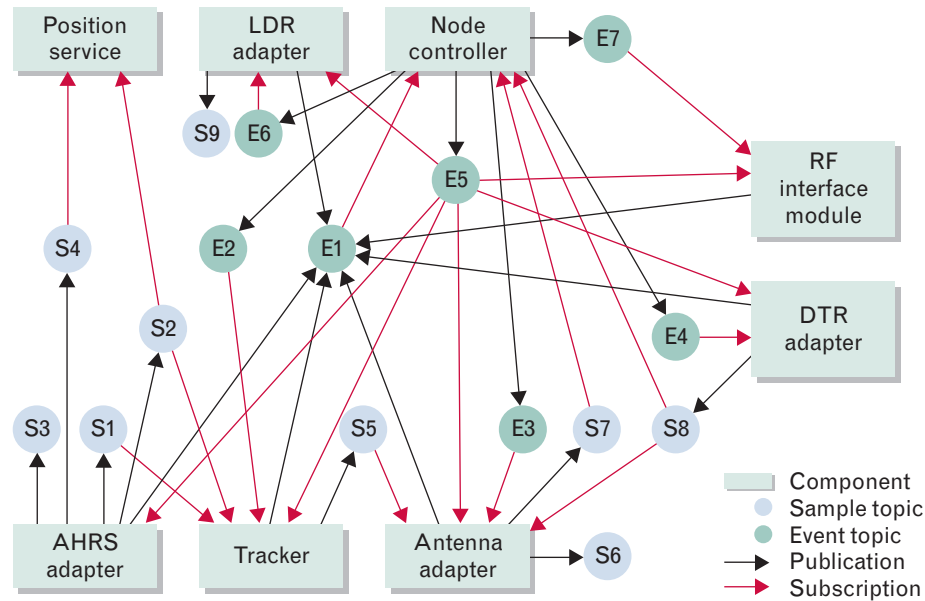 Position
service
LDR
adapter
Node
controller
E7
S9
E6
E5
RF
interface
module
S4
E2
E1
S2
E4
DTR
adapter
S3
S1
S5
E3
S7
S8
AHRS
adapter
Tracker
Antenna
adapter
S6
Component
Sample topic
Event topic
Publication
Subscription